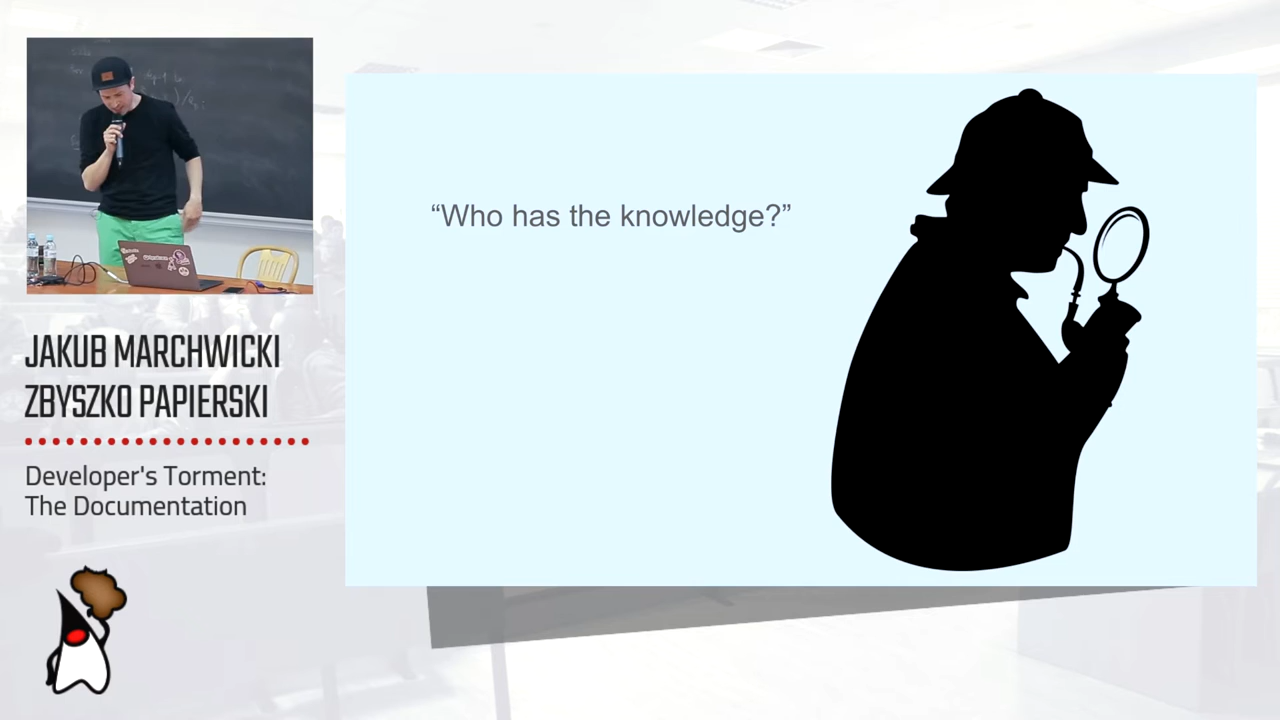 JAKUB MARCHWICKI
ZBYSZKO PAPIERSKI
Developer's Torment:
The Documentation
“Who has the knowledge?”